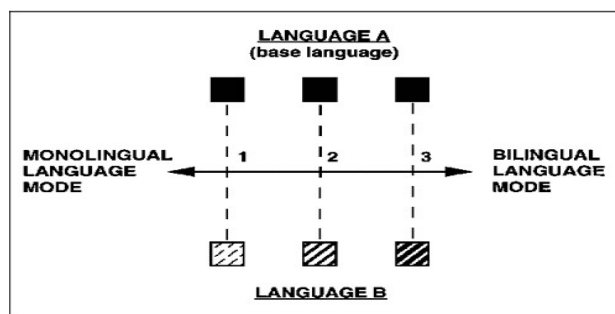 LANGUAGE A
(base language)
MONOLINGUAL
LANGUAGE
MODE
1
2
3
BILINGUAL
LANGUAGE
MODE
LANGUAGE B